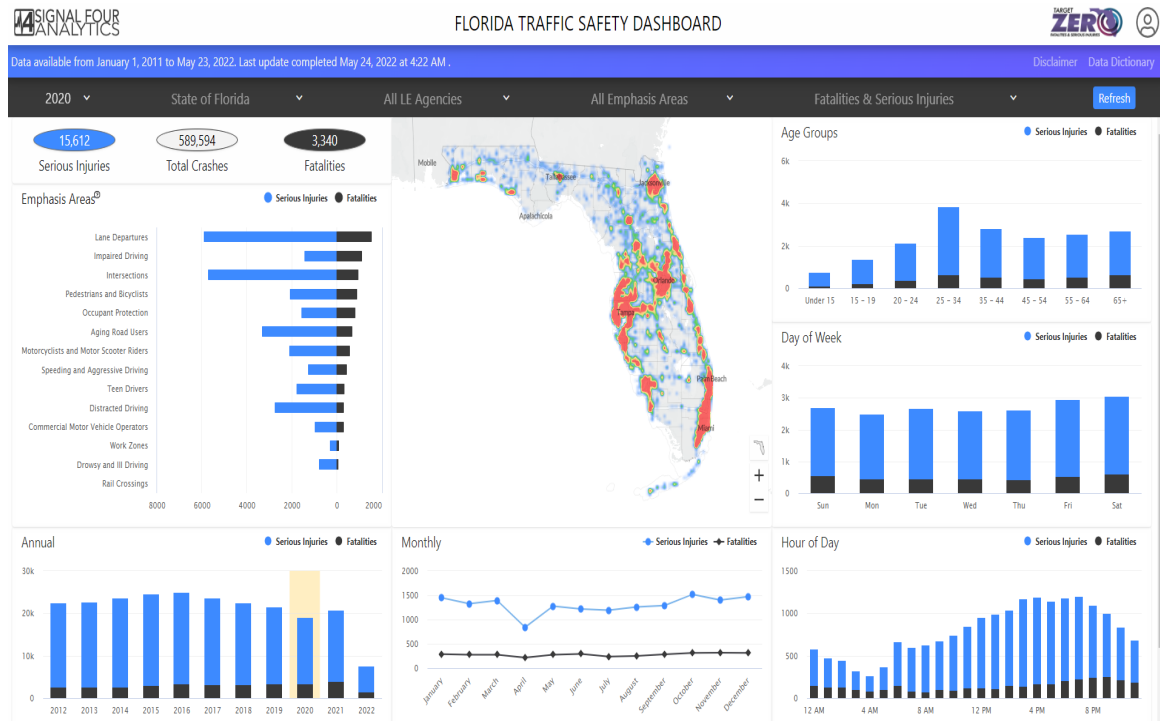 SIGNAL FOUR
ANALYTICS
FLORIDA TRAFFIC SAFETY DASHBOARD
TARGET
ZERO
FATALITIES & SERIOUS INJURIES
Data available from January 1, 2011 to May 23, 2022. Last update completed May 24, 2022 at 4:22 AM .
Disclaimer Data Dictionary
2020 State of Florida All LE Agencies All Emphasis Areas Fatalities & Serious Injuries Refresh
15,612 589,594 3,340
Serious Injuries Total Crashes Fatalities
Emphasis Areas
Serious Injuries Fatalities
Lane Departures
Impaired Driving
Intersections
Pedestrians and Bicyclists
Occupant Protection
Aging Road Users
Motorcyclists and Motor Scooter Riders
Speeding and Aggressive Driving
Teen Drivers
Distracted Driving
Commercial Motor Vehicle Operators
Work Zones
Drowsy and Ill Driving
Rail Crossings
8000 6000 4000 2000 0 2000
Mobile
Tallahassee
Jacksonville
Apalachicola
Orlando
Tampa
Palm Beach
Miami
+
−
Age Groups
Serious Injuries Fatalities
6k
4k
2k
0
Under 15 15 - 19 20 - 24 25 - 34 35 - 44 45 - 54 55 - 64 65+
Day of Week
Serious Injuries Fatalities
4k
3k
2k
1k
0
Sun Mon Tue Wed Thu Fri Sat
Annual
Serious Injuries Fatalities
30k
20k
10k
0
2012 2013 2014 2015 2016 2017 2018 2019 2020 2021 2022
Monthly
Serious Injuries Fatalities
2000
1500
1000
500
0
January February March April May June July August September October November December
Hour of Day
Serious Injuries Fatalities
1500
1000
500
0
12 AM 4 AM 8 AM 12 PM 4 PM 8 PM